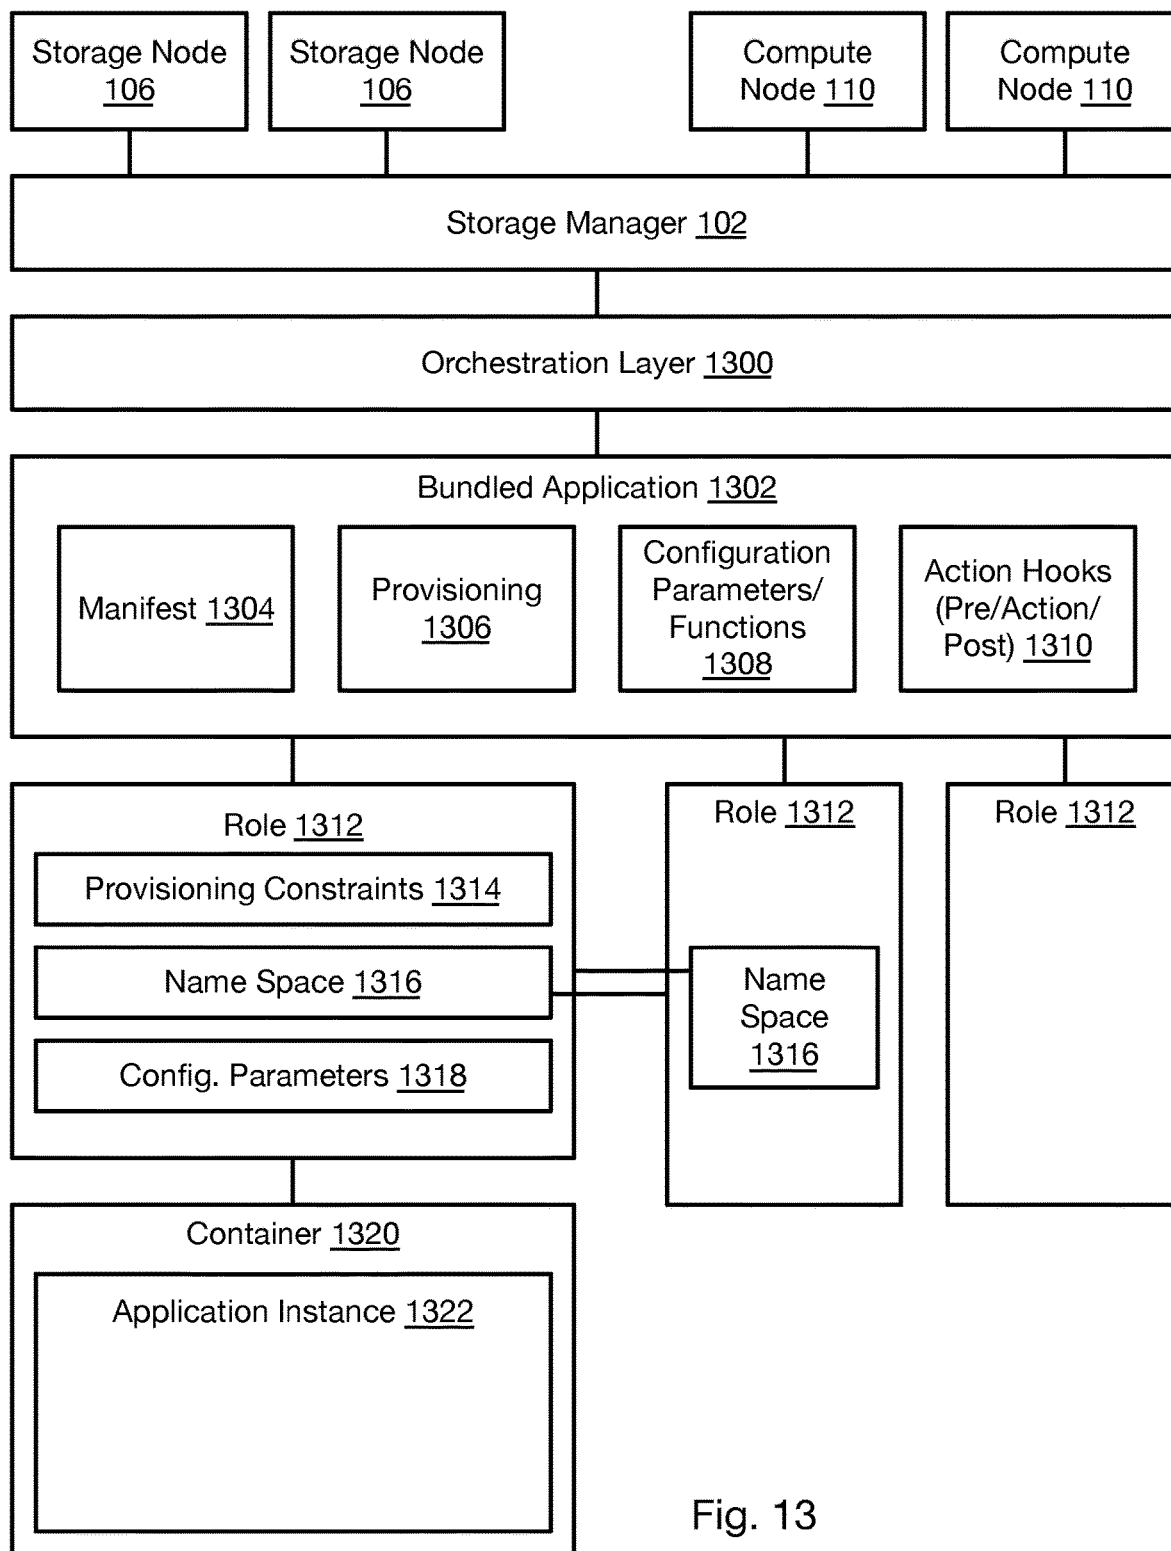 Storage Node
106
Storage Node
106
Compute
Node 110
Compute
Node 110
Storage Manager 102
Orchestration Layer 1300
Bundled Application 1302
Manifest 1304
Provisioning
1306
Configuration
Parameters/
Functions
1308
Action Hooks
(Pre/Action/
Post) 1310
Role 1312
Provisioning Constraints 1314
Name Space 1316
Config. Parameters 1318
Role 1312
Name
Space
1316
Role 1312
Container 1320
Application Instance 1322
Fig. 13